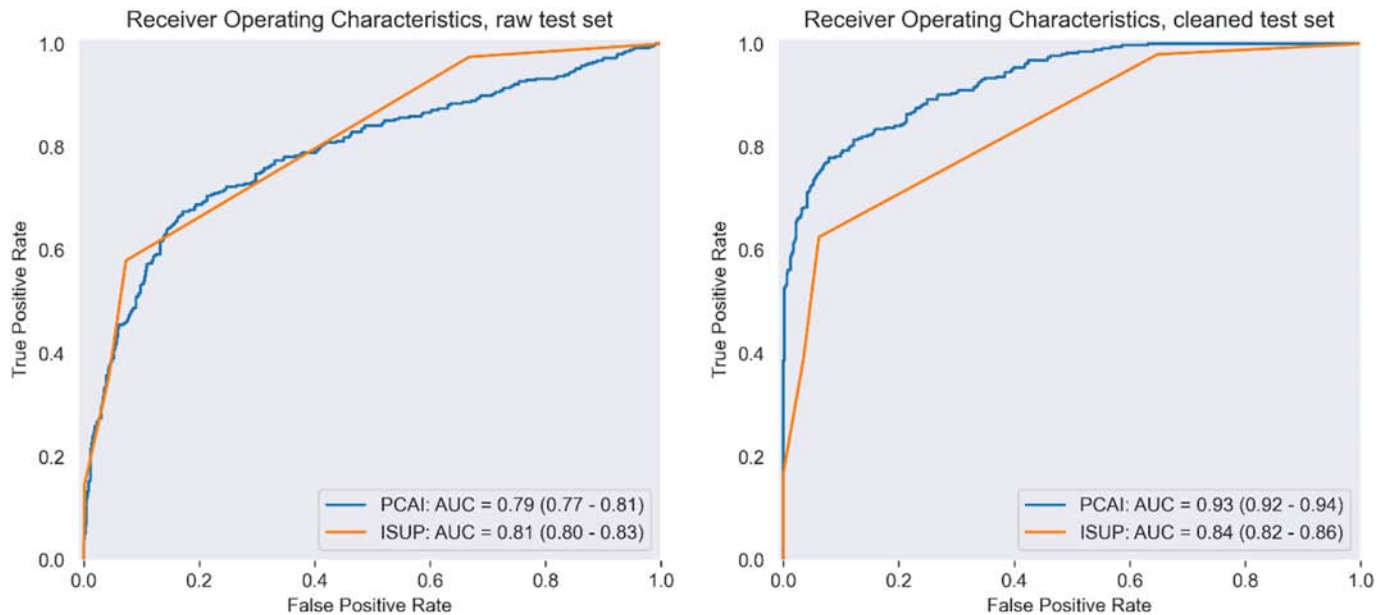 Receiver Operating Characteristics, raw test set
1.0
0.8
0.6
0.4
0.2
0.0
True Positive Rate
PCAI: AUC = 0.79 (0.77 - 0.81)
ISUP: AUC = 0.81 (0.80 - 0.83)
0.0 0.2 0.4 0.6 0.8 1.0
False Positive Rate
Receiver Operating Characteristics, cleaned test set
1.0
0.8
0.6
0.4
0.2
0.0
True Positive Rate
PCAI: AUC = 0.93 (0.92 - 0.94)
ISUP: AUC = 0.84 (0.82 - 0.86)
0.0 0.2 0.4 0.6 0.8 1.0
False Positive Rate